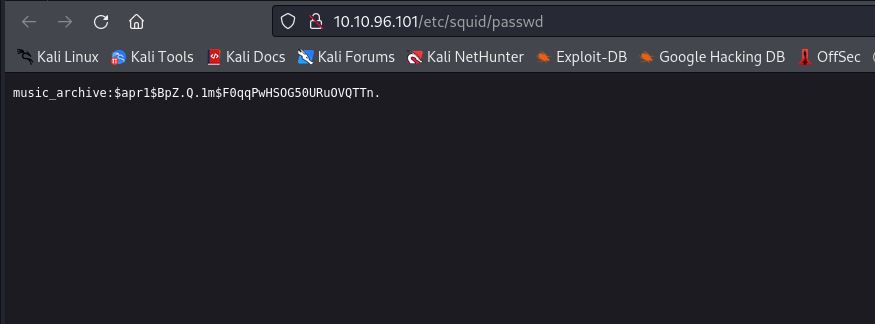 10.10.96.101/etc/squid/passwd
Kali Linux Kali Tools Kali Docs Kali Forums Kali NetHunter Exploit-DB Google Hacking DB OffSec
music_archive:$apr1$BpZ.Q.1m$F0qqPwHSOG50URuOVQTTn.